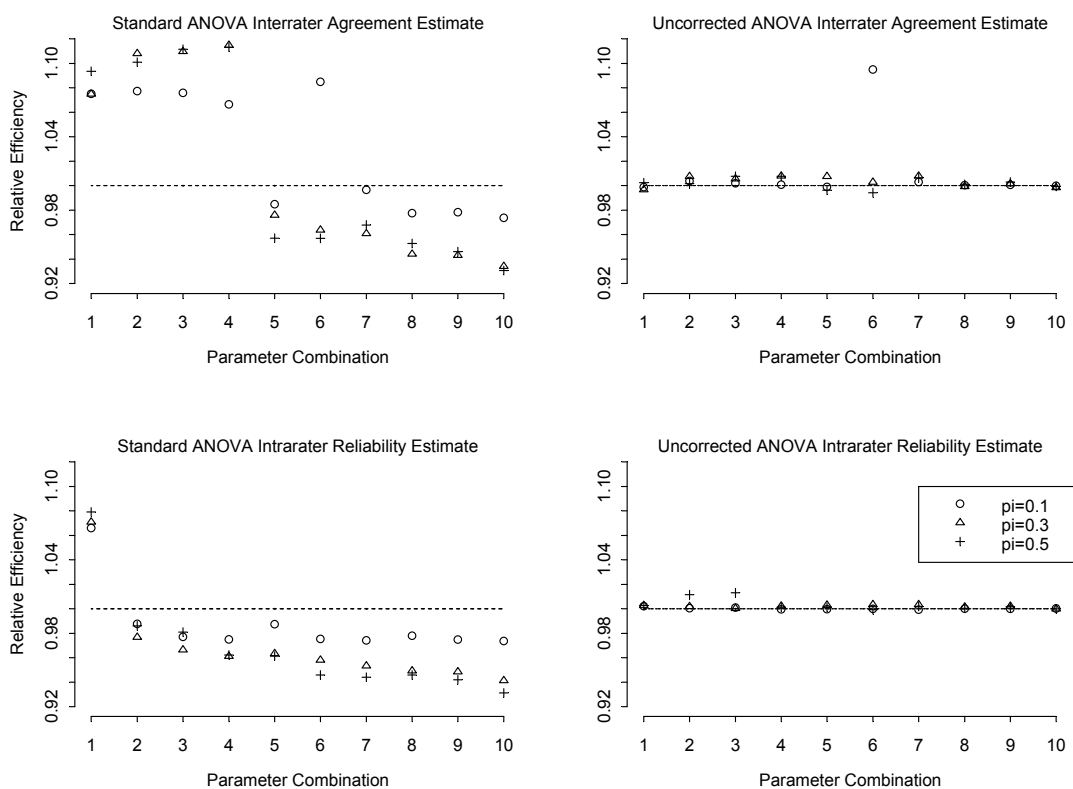 Standard ANOVA Interrater Agreement Estimate
Relative Efficiency
0.92 0.98 1.04 1.10
1 2 3 4 5 6 7 8 9 10
Parameter Combination
Uncorrected ANOVA Interrater Agreement Estimate
0.92 0.98 1.04 1.10
1 2 3 4 5 6 7 8 9 10
Parameter Combination
Standard ANOVA Intrarater Reliability Estimate
Relative Efficiency
0.92 0.98 1.04 1.10
1 2 3 4 5 6 7 8 9 10
Parameter Combination
Uncorrected ANOVA Intrarater Reliability Estimate
0.92 0.98 1.04 1.10
pi=0.1
pi=0.3
pi=0.5
1 2 3 4 5 6 7 8 9 10
Parameter Combination